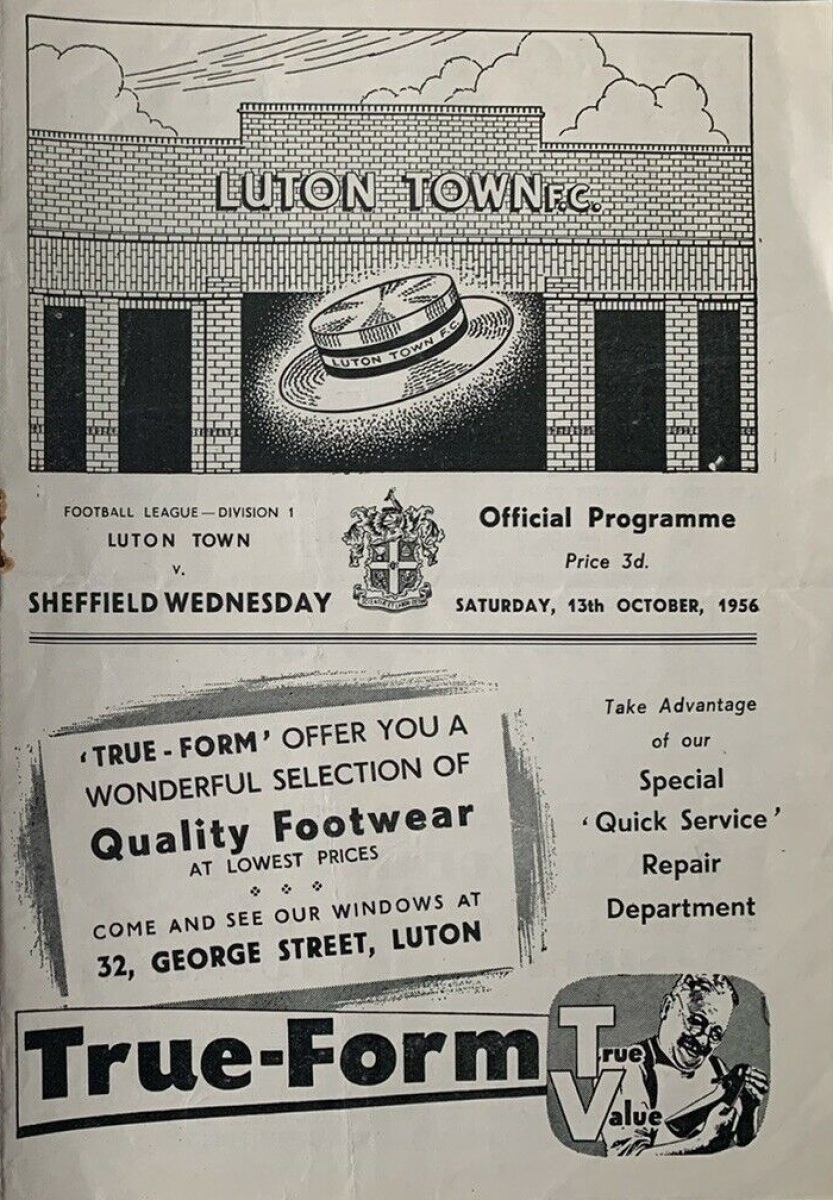 LUTON TOWN F.C.
LUTON TOWN F.C.
FOOTBALL LEAGUE — DIVISION 1
LUTON TOWN
v.
SHEFFIELD WEDNESDAY
Official Programme
Price 3d.
SATURDAY, 13th OCTOBER, 1956
'TRUE-FORM' OFFER YOU A
WONDERFUL SELECTION OF
Quality Footwear
AT LOWEST PRICES
COME AND SEE OUR WINDOWS AT
32, GEORGE STREET, LUTON
Take Advantage
of our
Special
'Quick Service'
Repair
Department
True-Form
True
Value